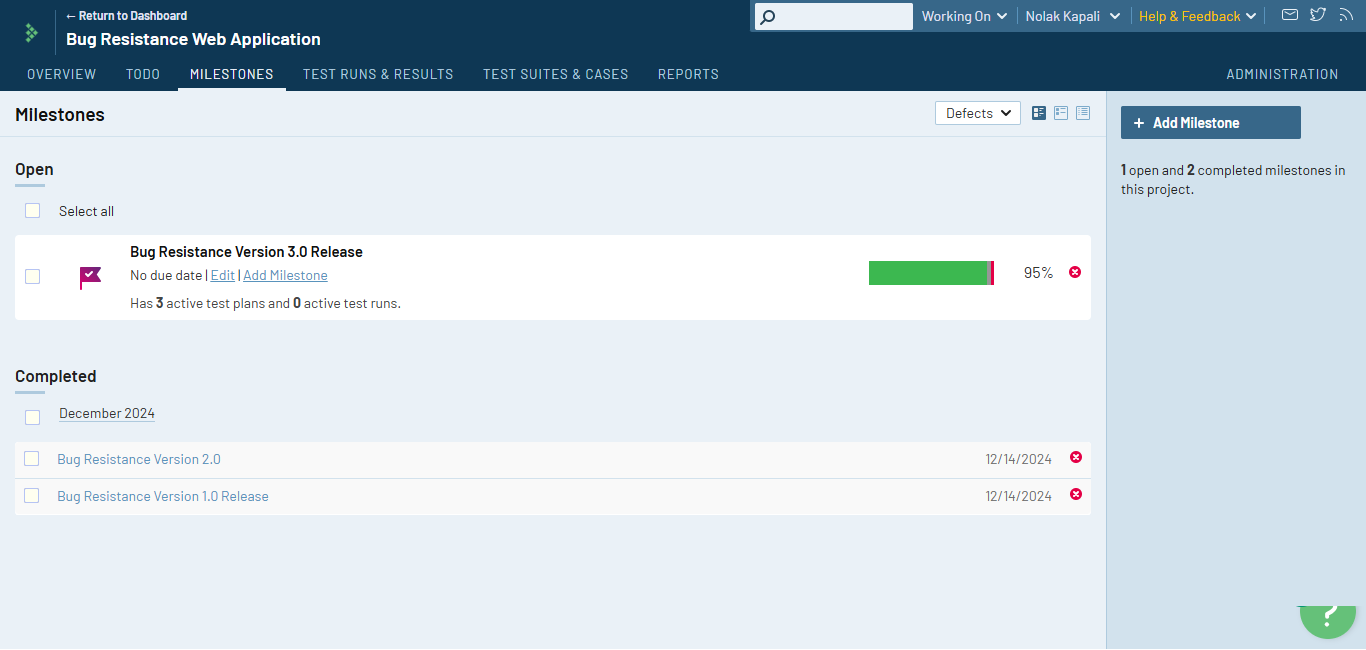 ← Return to Dashboard
Bug Resistance Web Application
Working On
Nolak Kapali
Help & Feedback
OVERVIEW TODO MILESTONES TEST RUNS & RESULTS TEST SUITES & CASES REPORTS ADMINISTRATION
Milestones
Defects
+ Add Milestone
1 open and 2 completed milestones in
this project.
Open
Select all
Bug Resistance Version 3.0 Release
No due date | Edit | Add Milestone
Has 3 active test plans and 0 active test runs.
95%
Completed
December 2024
Bug Resistance Version 2.0 12/14/2024
Bug Resistance Version 1.0 Release 12/14/2024
?